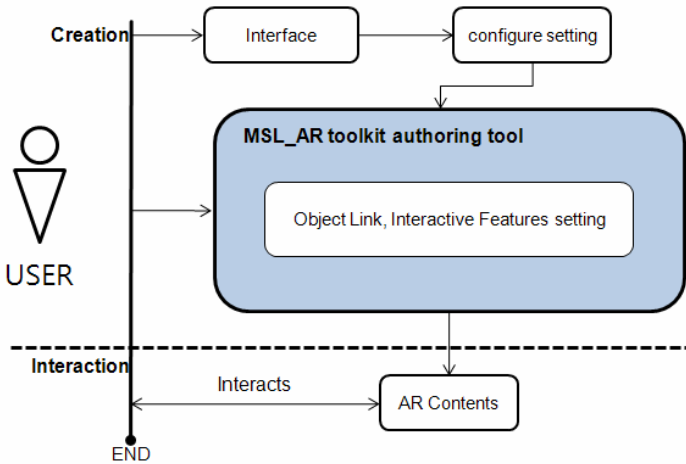 Creation
Interface
configure setting
MSL_AR toolkit authoring tool
Object Link, Interactive Features setting
USER
Interaction
Interacts
AR Contents
END